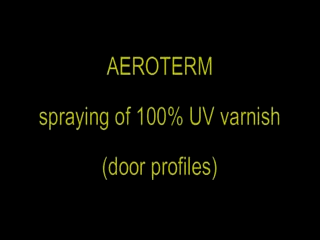 AEROTERM
spraying of 100% UV varnish
(door profiles)